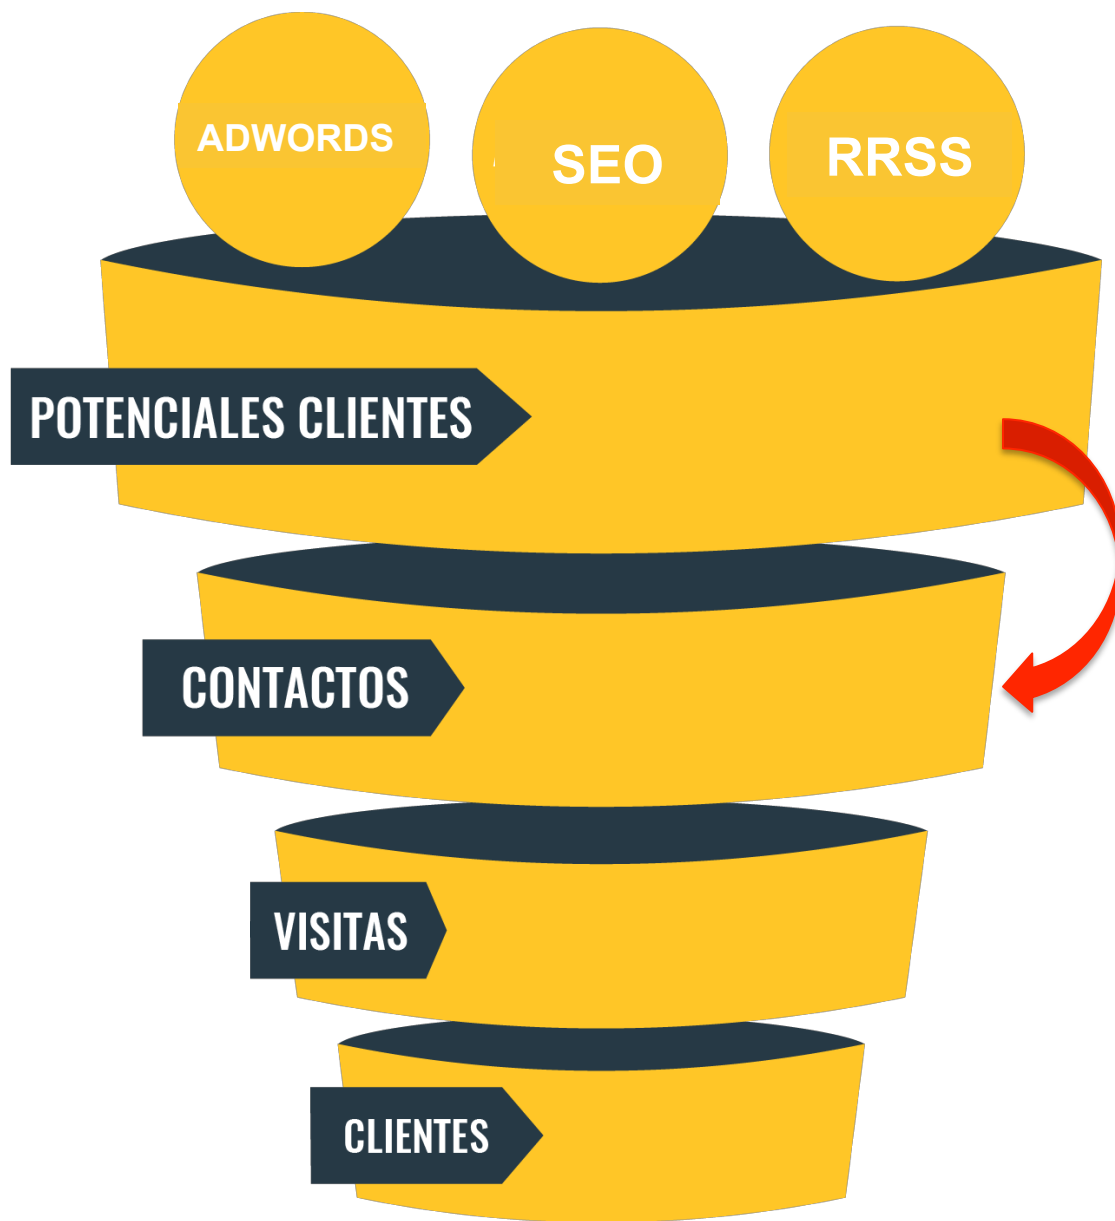 ADWORDS
SEO
RRSS
POTENCIALES CLIENTES
CONTACTOS
VISITAS
CLIENTES